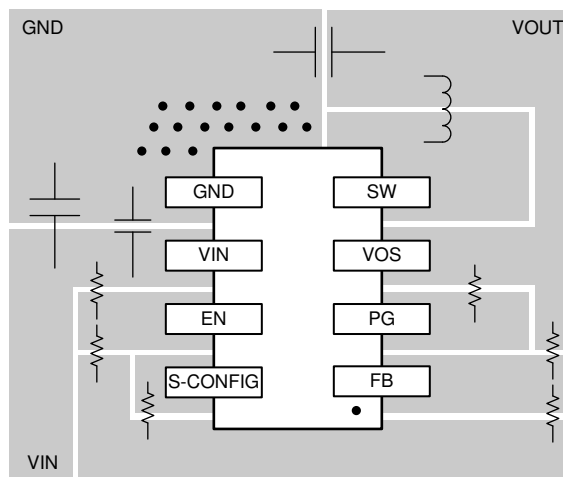 GND
VOUT
GND
SW
VIN
VOS
EN
PG
S-CONFIG
FB
VIN